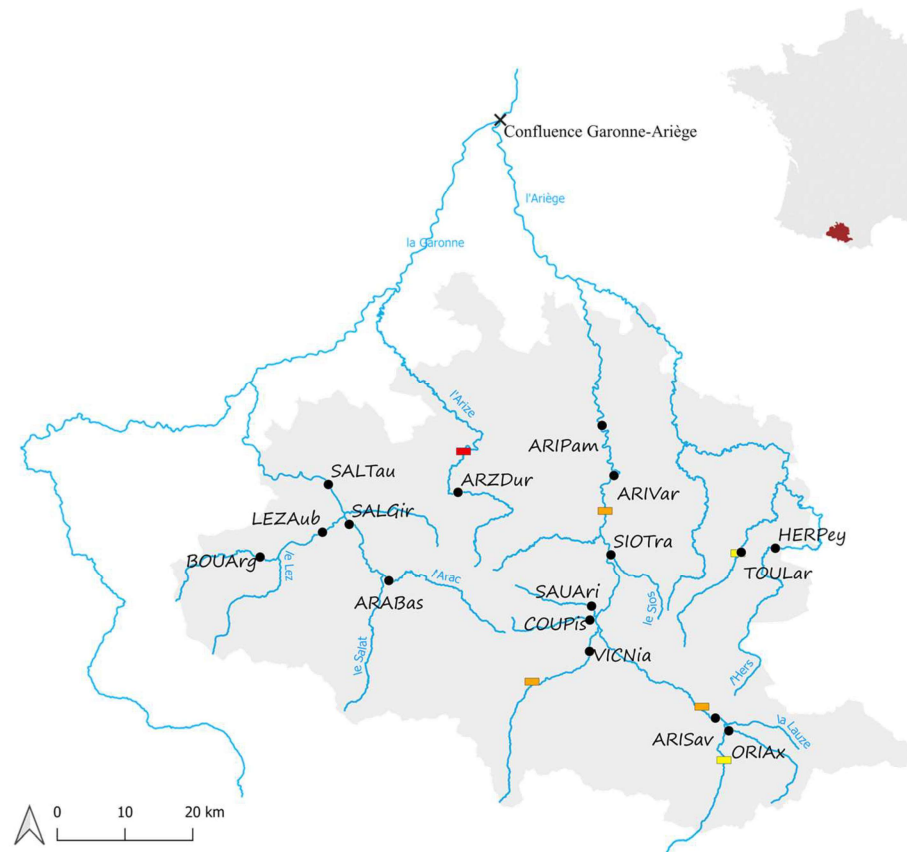 Confluence Garonne-Ariège
l'Ariège
la Garonne
l'Arize
ARIPam
SALTau
ARZDur
ARIVar
SALGir
LEZAub
HERPey
SIOTra
BOUArg
le Lez
TOULar
l'Arac
ARABas
SAUAri
le Sios
COUPis
le Salat
VICNia
l'Hers
la Lauze
ARISav
ORIAx
0 10 20 km